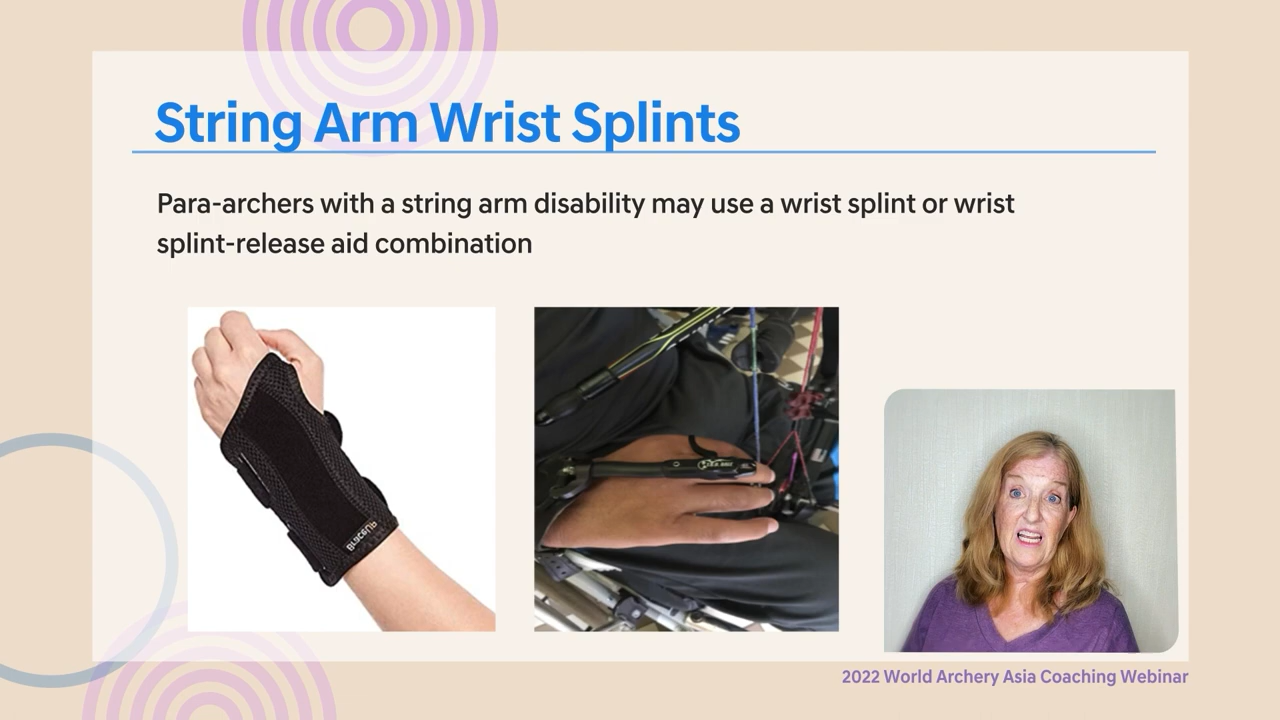 String Arm Wrist Splints
Para-archers with a string arm disability may use a wrist splint or wrist
splint-release aid combination
2022 World Archery Asia Coaching Webinar